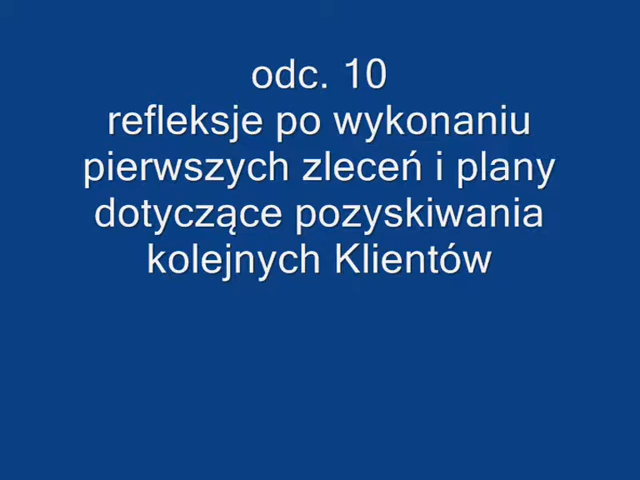 odc. 10
refleksje po wykonaniu
pierwszych zleceń i plany
dotyczące pozyskiwania
kolejnych Klientów